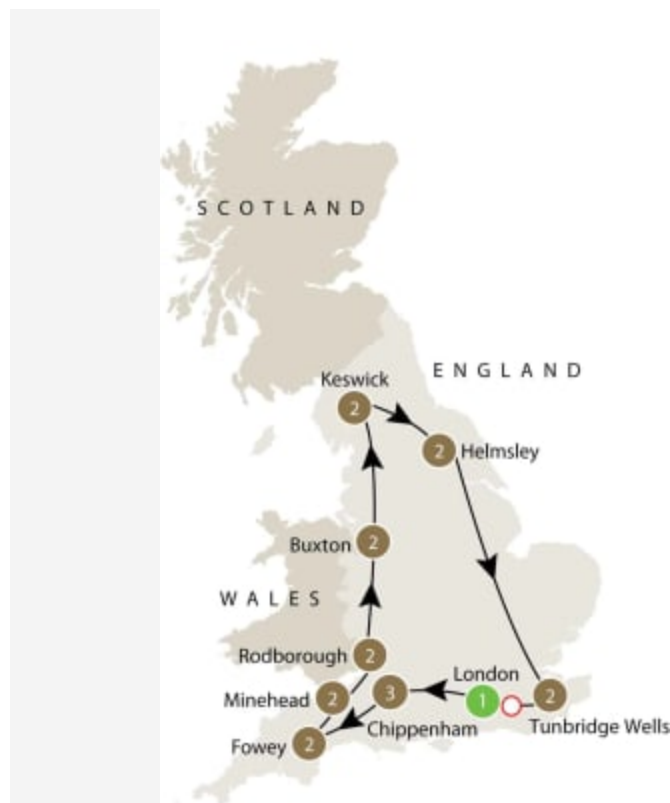 SCOTLAND
ENGLAND
Keswick
2
2 Helmsley
Buxton 2
WALES
Rodborough 2
London
Minehead 2
3
1
2
Chippenham
Tunbridge Wells
Fowey 2